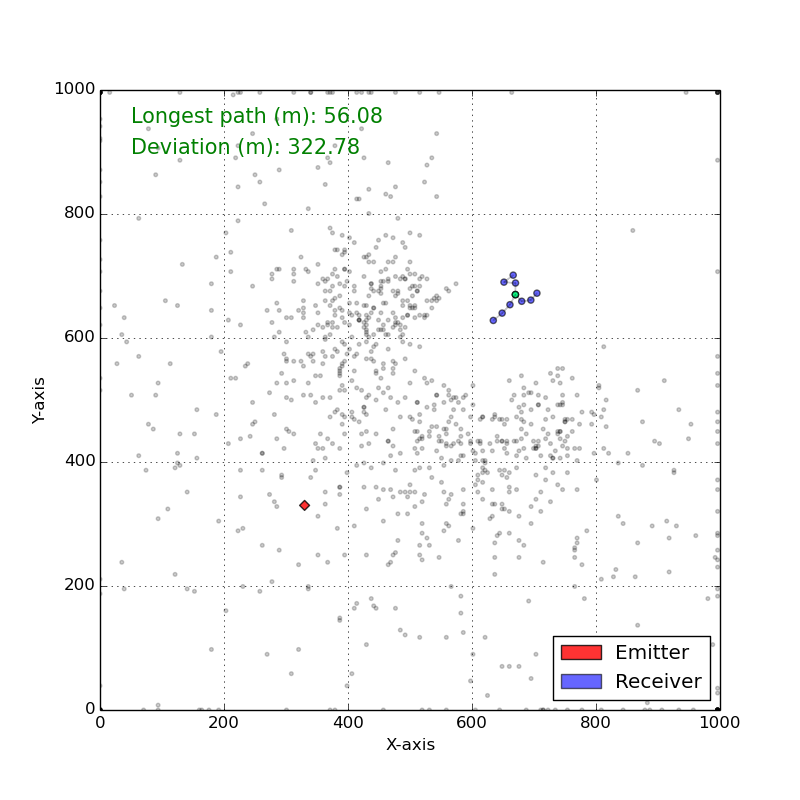 Longest path (m): 56.08
Deviation (m): 322.78
1000
800
600
400
200
0
Y-axis
0 200 400 600 800 1000
X-axis
Emitter
Receiver